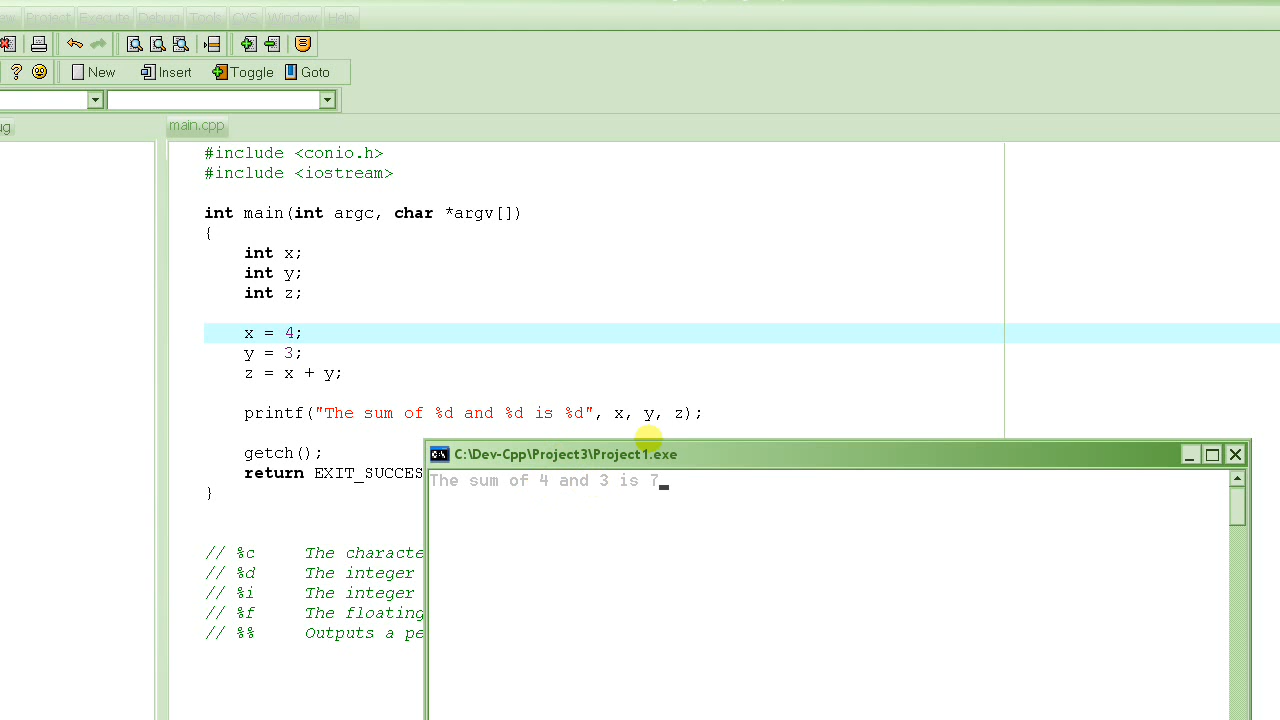 Project Execute Debug Tools CVS Window Help
New Insert Toggle Goto
main.cpp
#include <conio.h>
#include <iostream>
int main(int argc, char *argv[])
{
int x;
int y;
int z;
x = 4;
y = 3;
z = x + y;
printf("The sum of %d and %d is %d", x, y, z);
getch();
return EXIT_SUCCES
}
// %c The characte
// %d The integer
// %i The integer
// %f The floating
// %% Outputs a pe
C:\Dev-Cpp\Project3\Project1.exe
The sum of 4 and 3 is 7